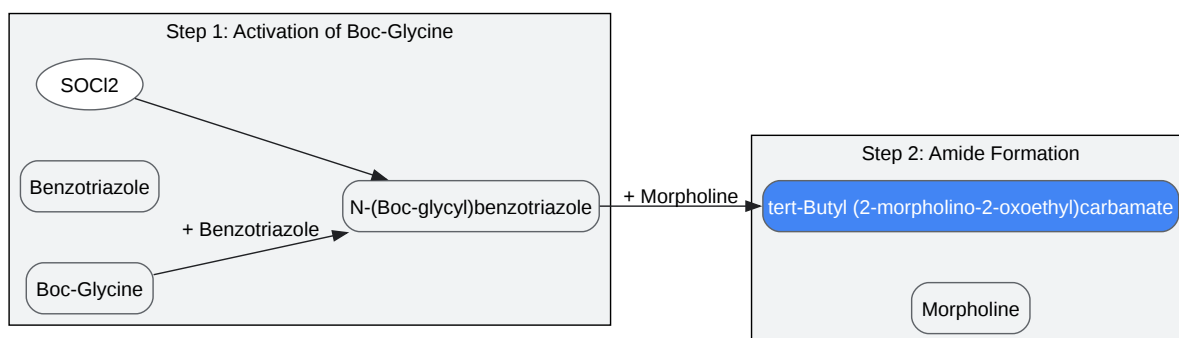 Step 1: Activation of Boc-Glycine
SOCl2
Benzotriazole
N-(Boc-glycyl)benzotriazole
+ Benzotriazole
Boc-Glycine
+ Morpholine
Step 2: Amide Formation
tert-Butyl (2-morpholino-2-oxoethyl)carbamate
Morpholine